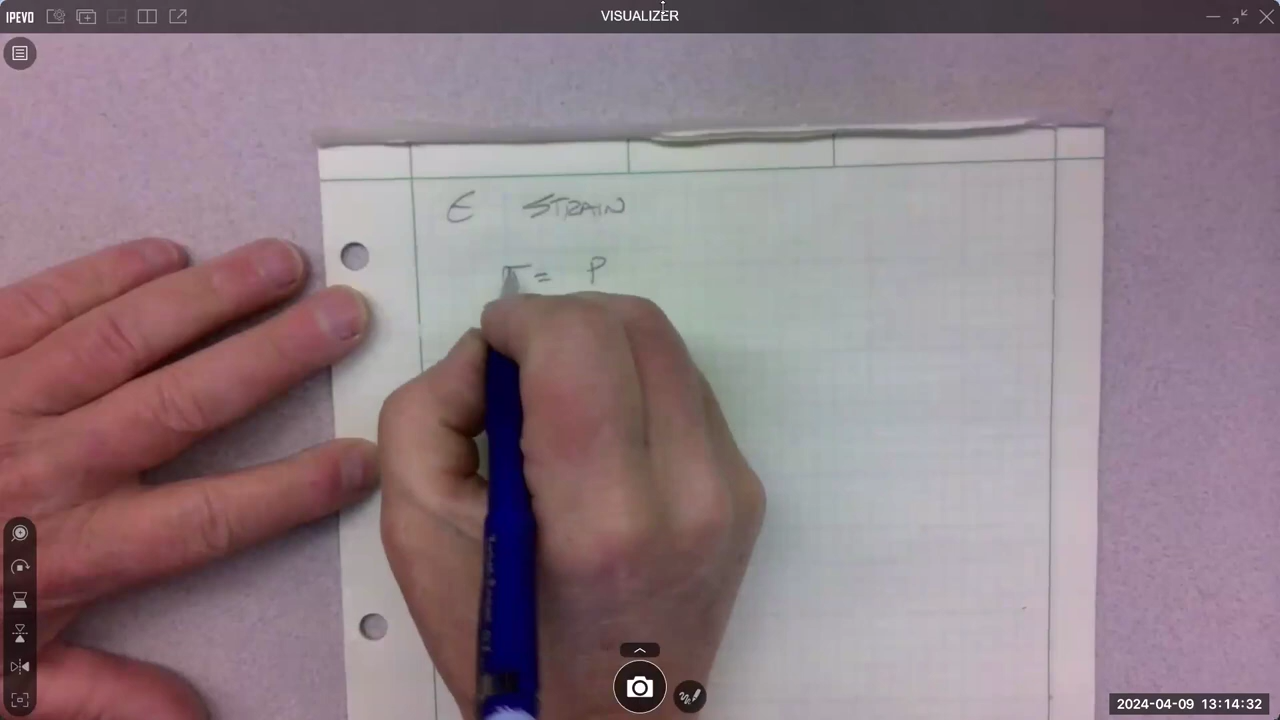 IPEVO VISUALIZER
ϵ STRAIN
= P
2024-04-09 13:14:32